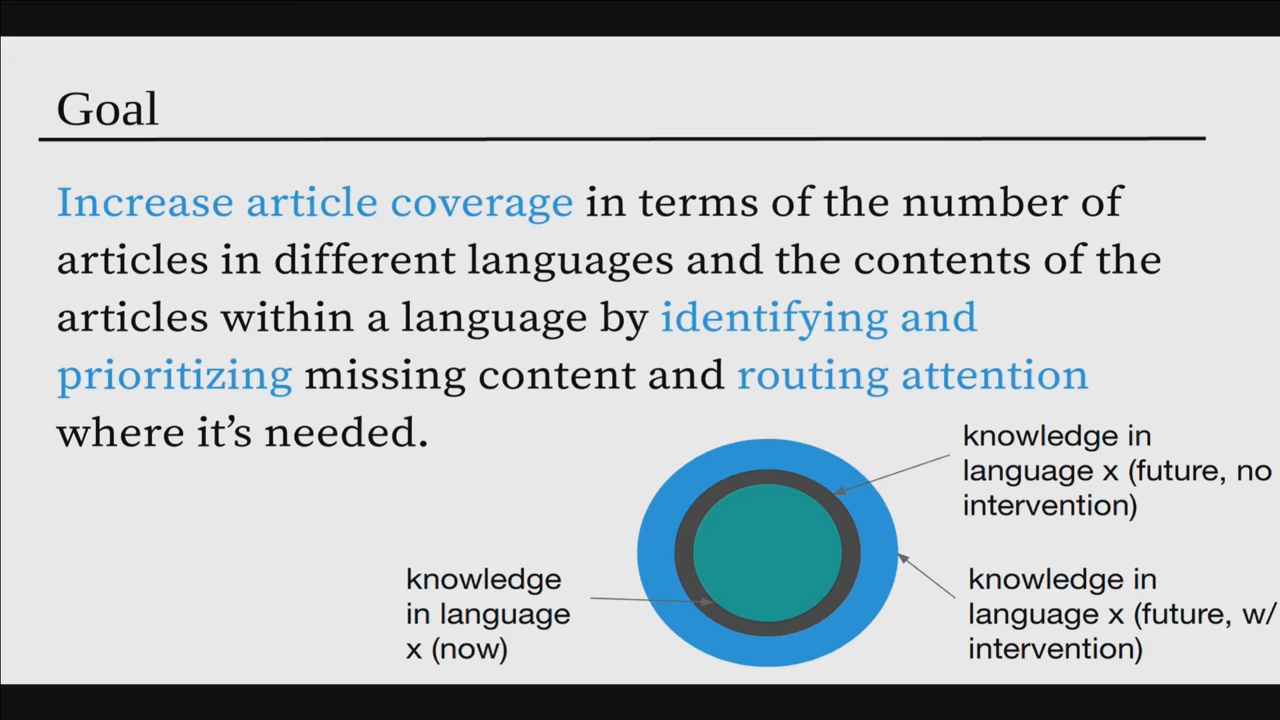 Goal
Increase article coverage in terms of the number of
articles in different languages and the contents of the
articles within a language by identifying and
prioritizing missing content and routing attention
where it’s needed.
knowledge in
language x (future, no
intervention)
knowledge
in language
x (now)
knowledge in
language x (future, w/
intervention)